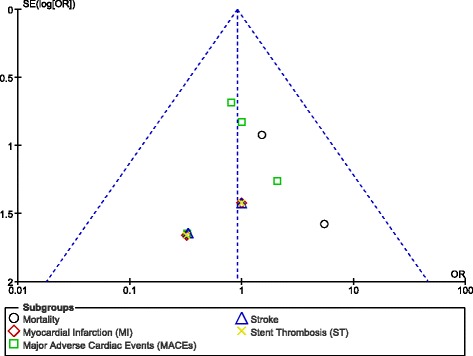 SE(log[OR])
0
0.5
1
1.5
2
OR
0.01
0.1
1
10
100
Subgroups
Mortality
Stroke
Myocardial Infarction (MI)
Stent Thrombosis (ST)
Major Adverse Cardiac Events (MACEs)